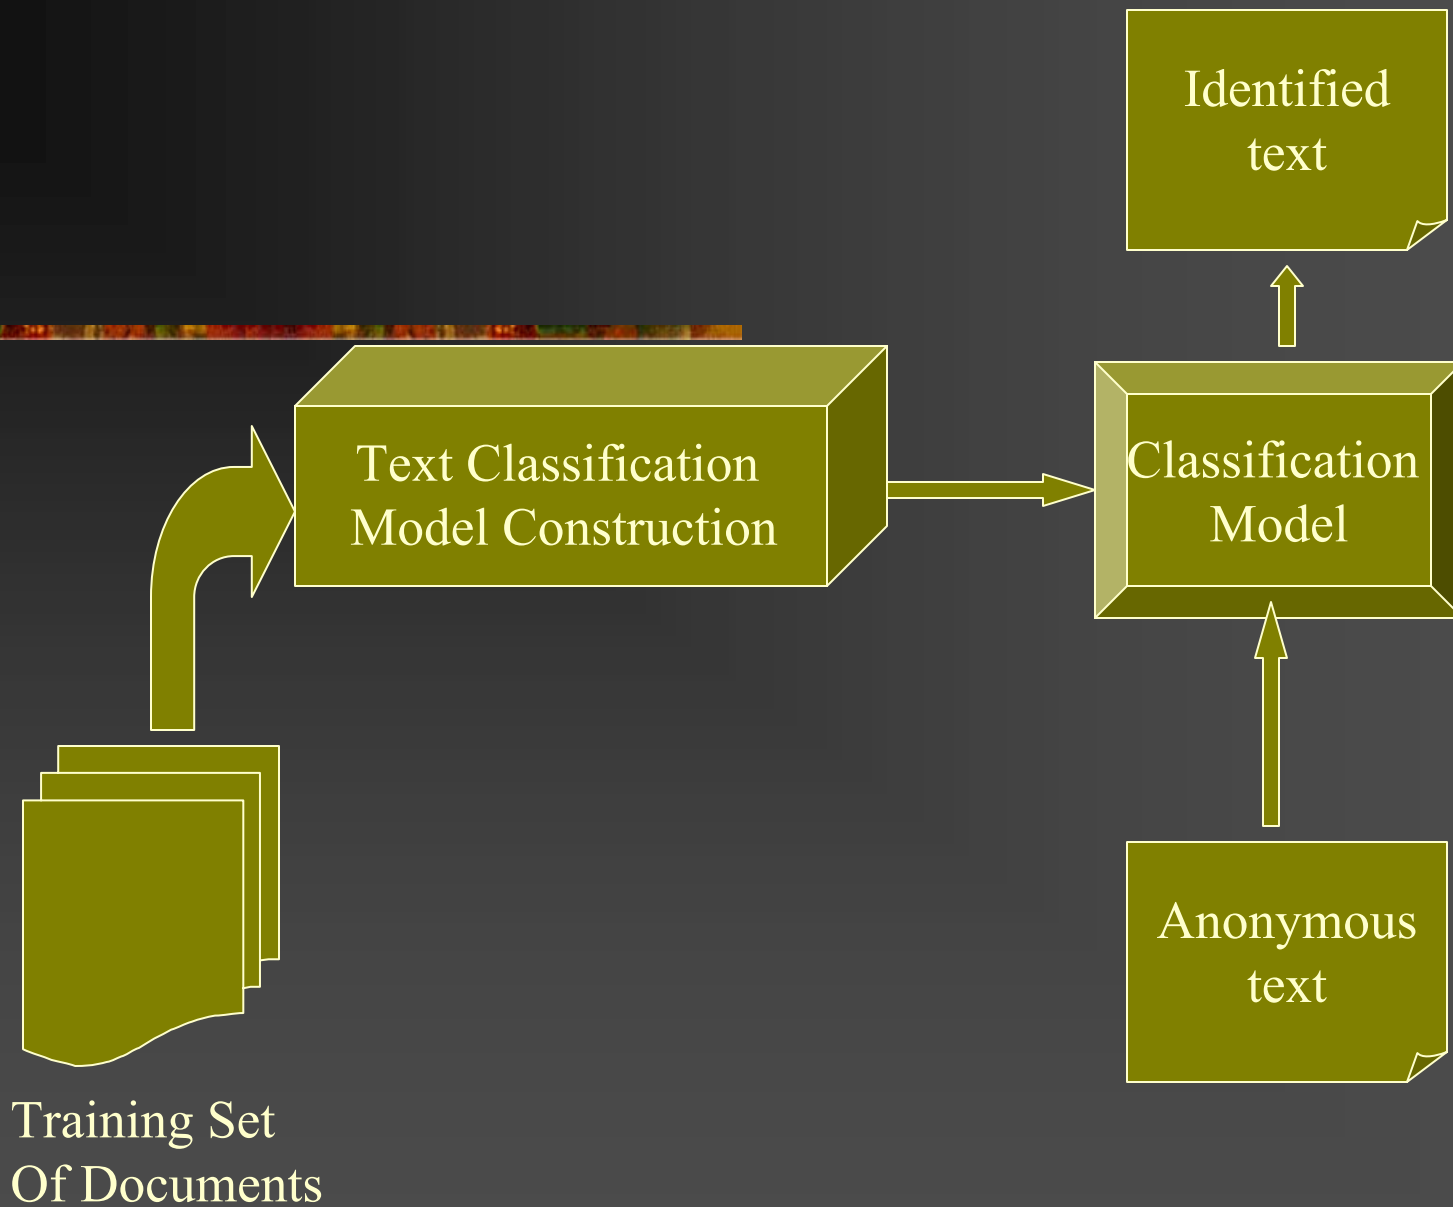 Identified
text
Text Classification
Model Construction
Classification
Model
Anonymous
text
Training Set
Of Documents